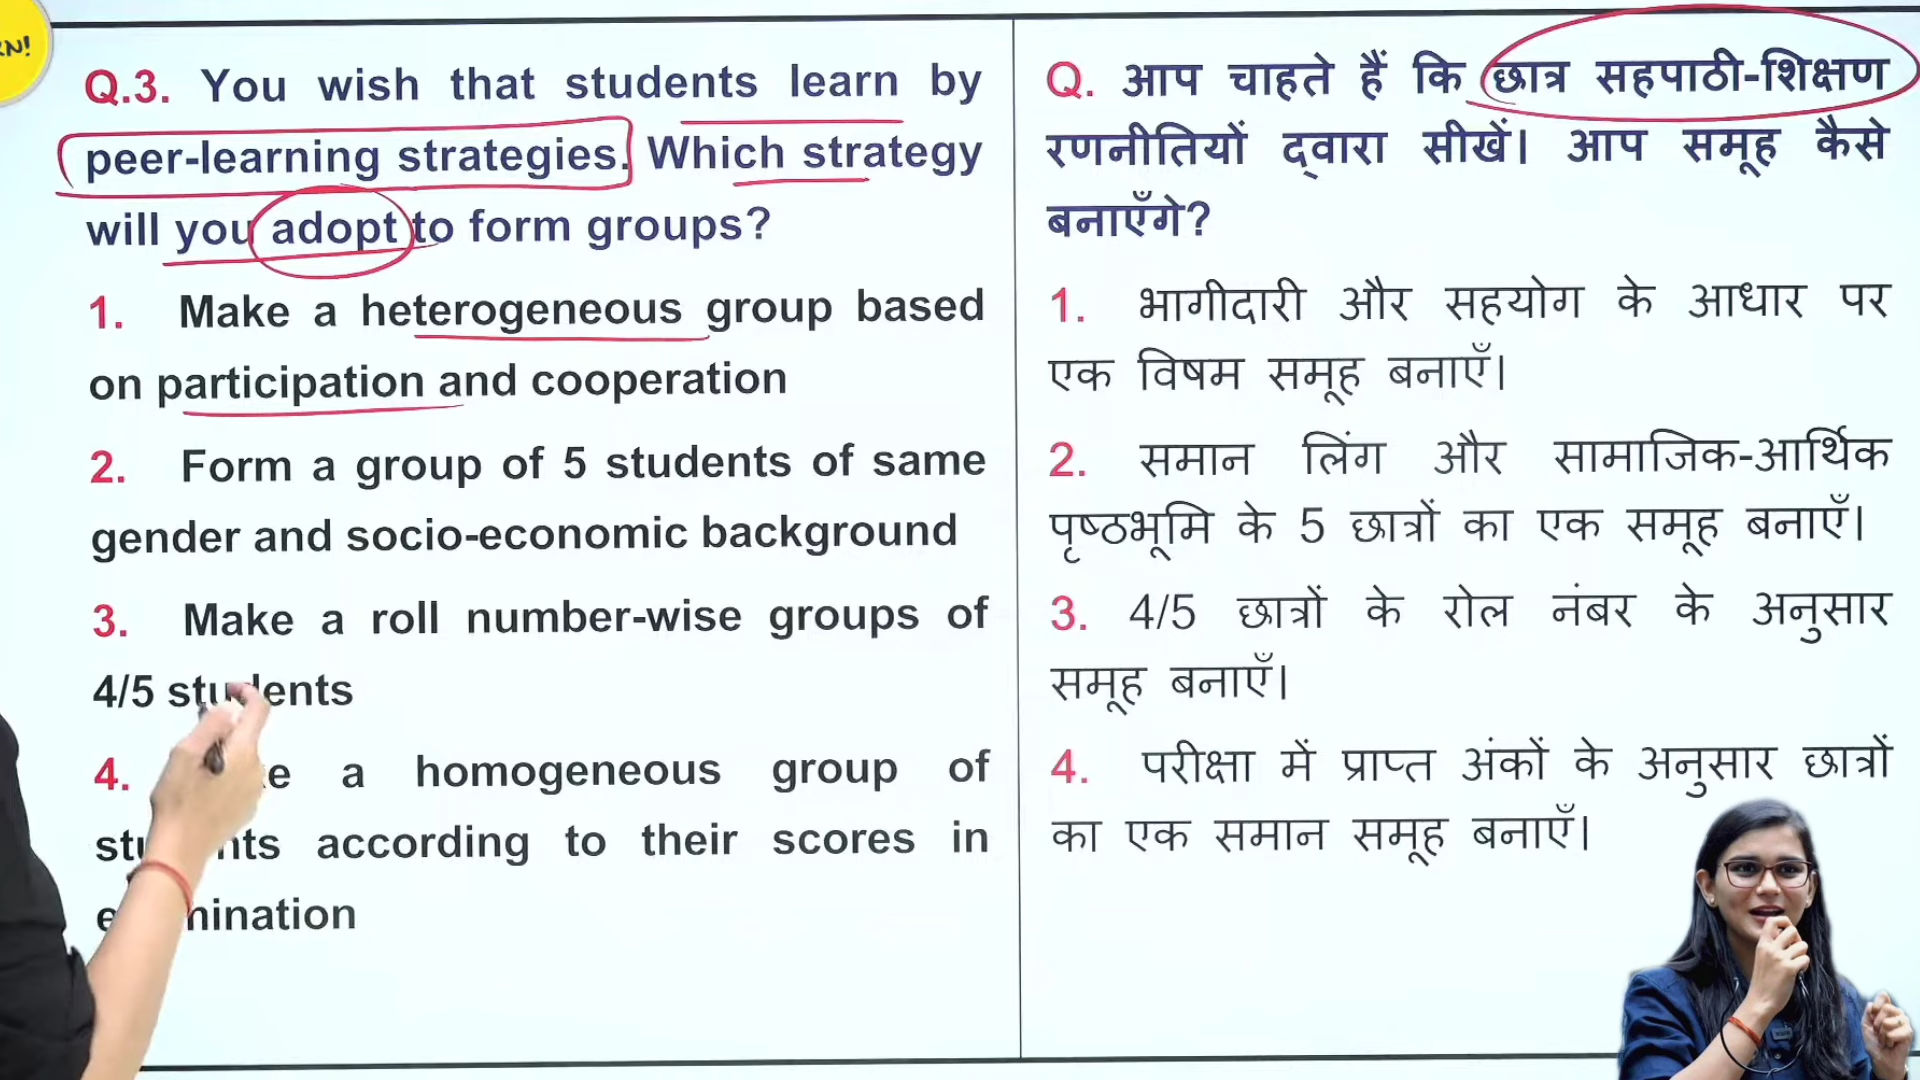 RN!
Q.3. You wish that students learn by
peer-learning strategies. Which strategy
will you adopt to form groups?
1. Make a heterogeneous group based
on participation and cooperation
2. Form a group of 5 students of same
gender and socio-economic background
3. Make a roll number-wise groups of
4/5 students
4. a homogeneous group of
according to their scores in
Q. आप चाहते हैं कि छात्र सहपाठी-शिक्षण
रणनीतियों द्वारा सीखें। आप समूह कैसे
बनाएँगे?
1. भागीदारी और सहयोग के आधार पर
एक विषम समूह बनाएँ।
2. समान लिंग और सामाजिक-आर्थिक
पृष्ठभूमि के 5 छात्रों का एक समूह बनाएँ।
3. 4/5 छात्रों के रोल नंबर के अनुसार
समूह बनाएँ।
4. परीक्षा में प्राप्त अंकों के अनुसार छात्रों
का एक समान समूह बनाएँ।